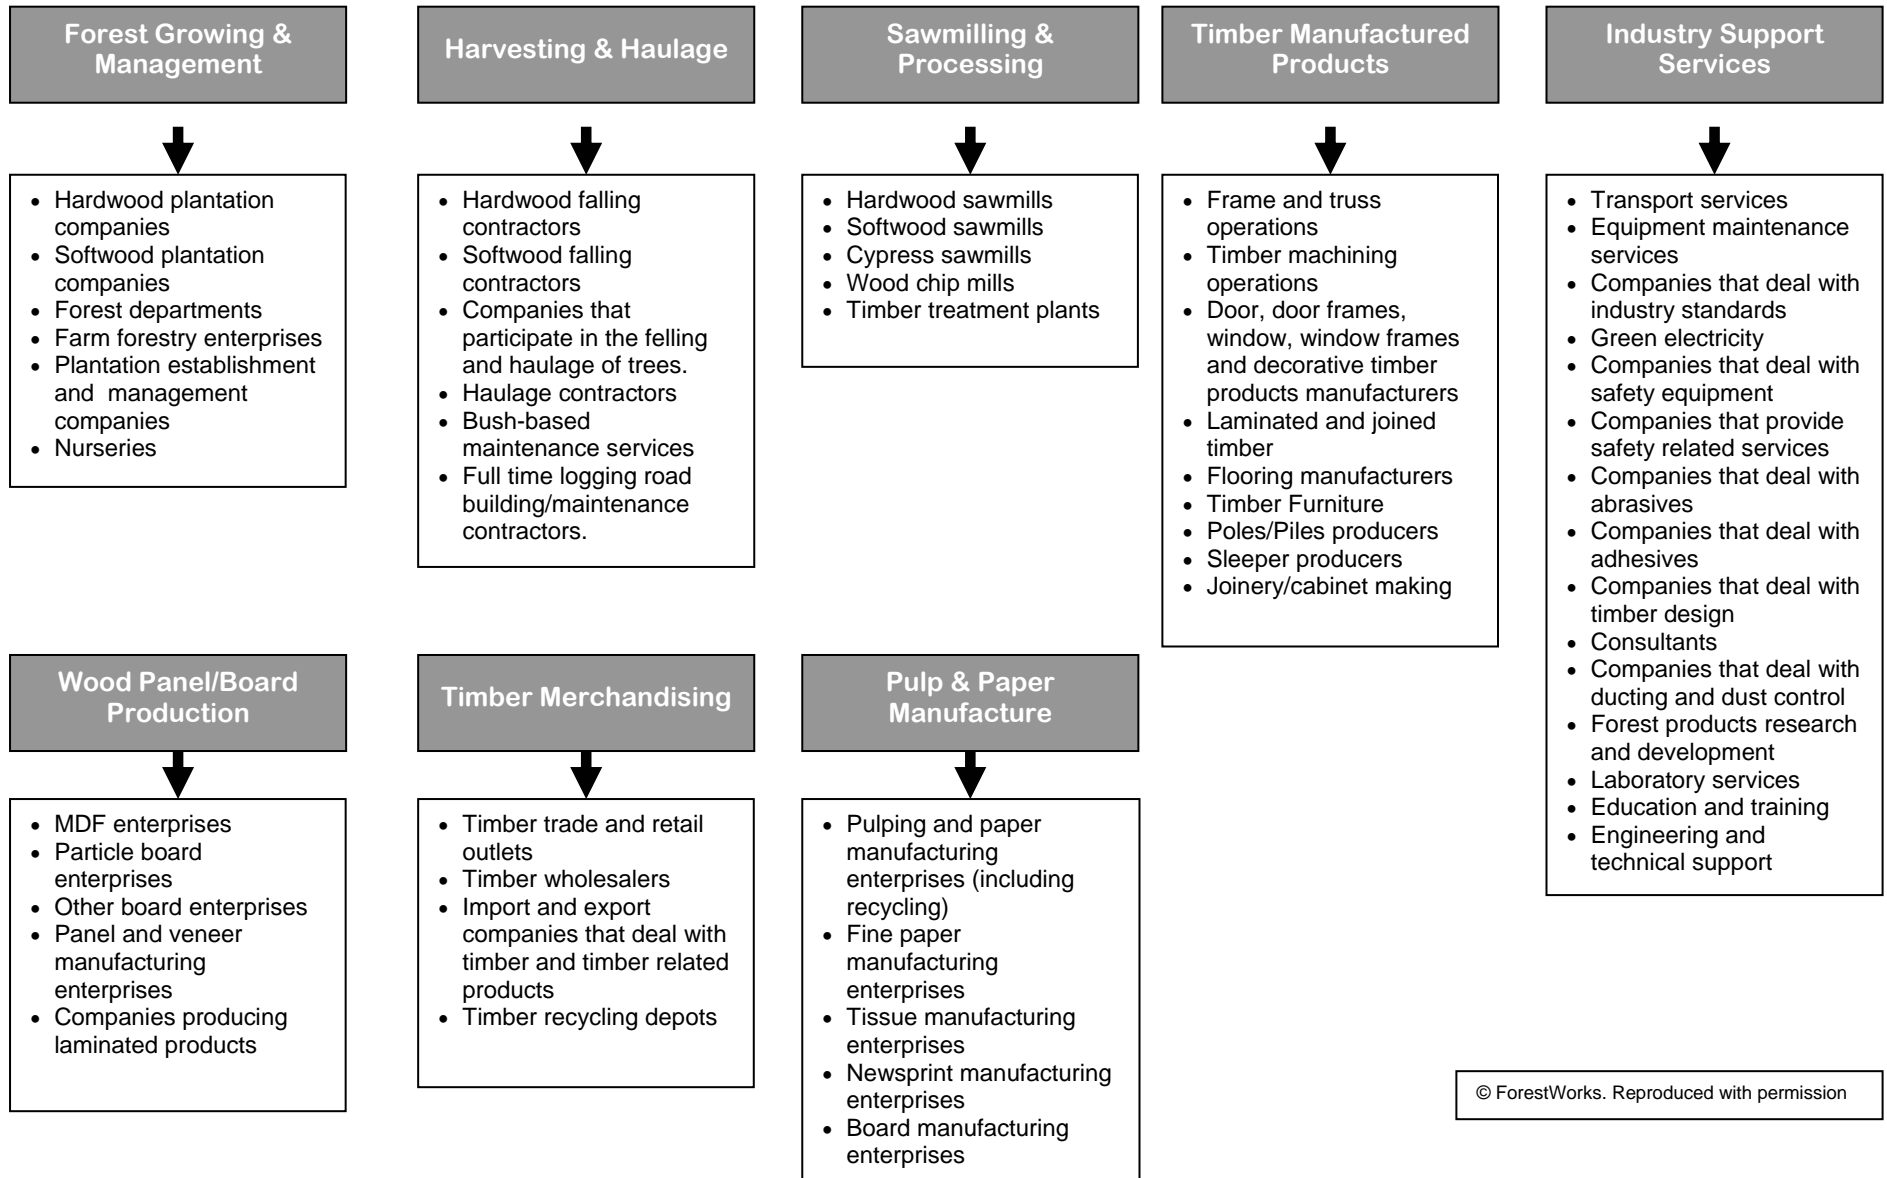 Forest Growing &
Management
• Hardwood plantation
companies
• Softwood plantation
companies
• Forest departments
• Farm forestry enterprises
• Plantation establishment
and management
companies
• Nurseries
Harvesting & Haulage
• Hardwood falling
contractors
• Softwood falling
contractors
• Companies that
participate in the felling
and haulage of trees.
• Haulage contractors
• Bush-based
maintenance services
• Full time logging road
building/maintenance
contractors.
Sawmilling &
Processing
• Hardwood sawmills
• Softwood sawmills
• Cypress sawmills
• Wood chip mills
• Timber treatment plants
Timber Manufactured
Products
• Frame and truss
operations
• Timber machining
operations
• Door, door frames,
window, window frames
and decorative timber
products manufacturers
• Laminated and joined
timber
• Flooring manufacturers
• Timber Furniture
• Poles/Piles producers
• Sleeper producers
• Joinery/cabinet making
Industry Support
Services
• Transport services
• Equipment maintenance
services
• Companies that deal with
industry standards
• Green electricity
• Companies that deal with
safety equipment
• Companies that provide
safety related services
• Companies that deal with
abrasives
• Companies that deal with
adhesives
• Companies that deal with
timber design
• Consultants
• Companies that deal with
ducting and dust control
• Forest products research
and development
• Laboratory services
• Education and training
• Engineering and
technical support
Wood Panel/Board
Production
• MDF enterprises
• Particle board
enterprises
• Other board enterprises
• Panel and veneer
manufacturing
enterprises
• Companies producing
laminated products
Timber Merchandising
• Timber trade and retail
outlets
• Timber wholesalers
• Import and export
companies that deal with
timber and timber related
products
• Timber recycling depots
Pulp & Paper
Manufacture
• Pulping and paper
manufacturing
enterprises (including
recycling)
• Fine paper
manufacturing
enterprises
• Tissue manufacturing
enterprises
• Newsprint manufacturing
enterprises
• Board manufacturing
enterprises
© ForestWorks. Reproduced with permission